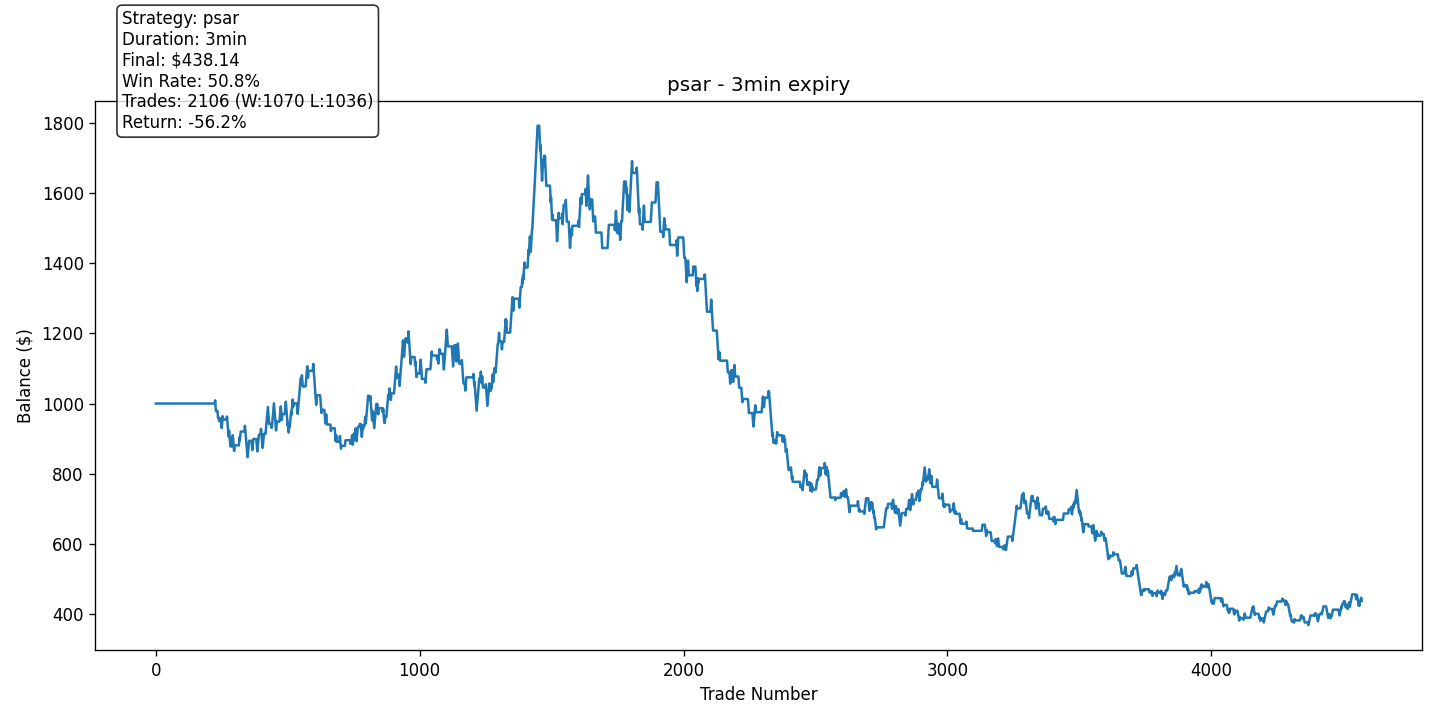 Strategy: psar
Duration: 3min
Final: $438.14
Win Rate: 50.8%
Trades: 2106 (W:1070 L:1036)
Return: -56.2%
psar - 3min expiry
Balance ($)
1800
1600
1400
1200
1000
800
600
400
0 1000 2000 3000 4000
Trade Number